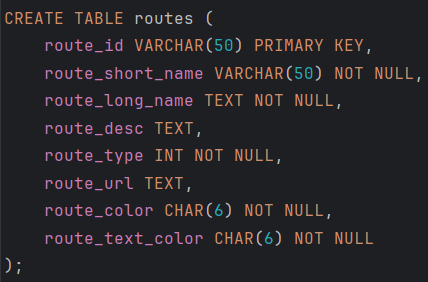 CREATE TABLE routes (
    route_id VARCHAR(50) PRIMARY KEY,
    route_short_name VARCHAR(50) NOT NULL,
    route_long_name TEXT NOT NULL,
    route_desc TEXT,
    route_type INT NOT NULL,
    route_url TEXT,
    route_color CHAR(6) NOT NULL,
    route_text_color CHAR(6) NOT NULL
);